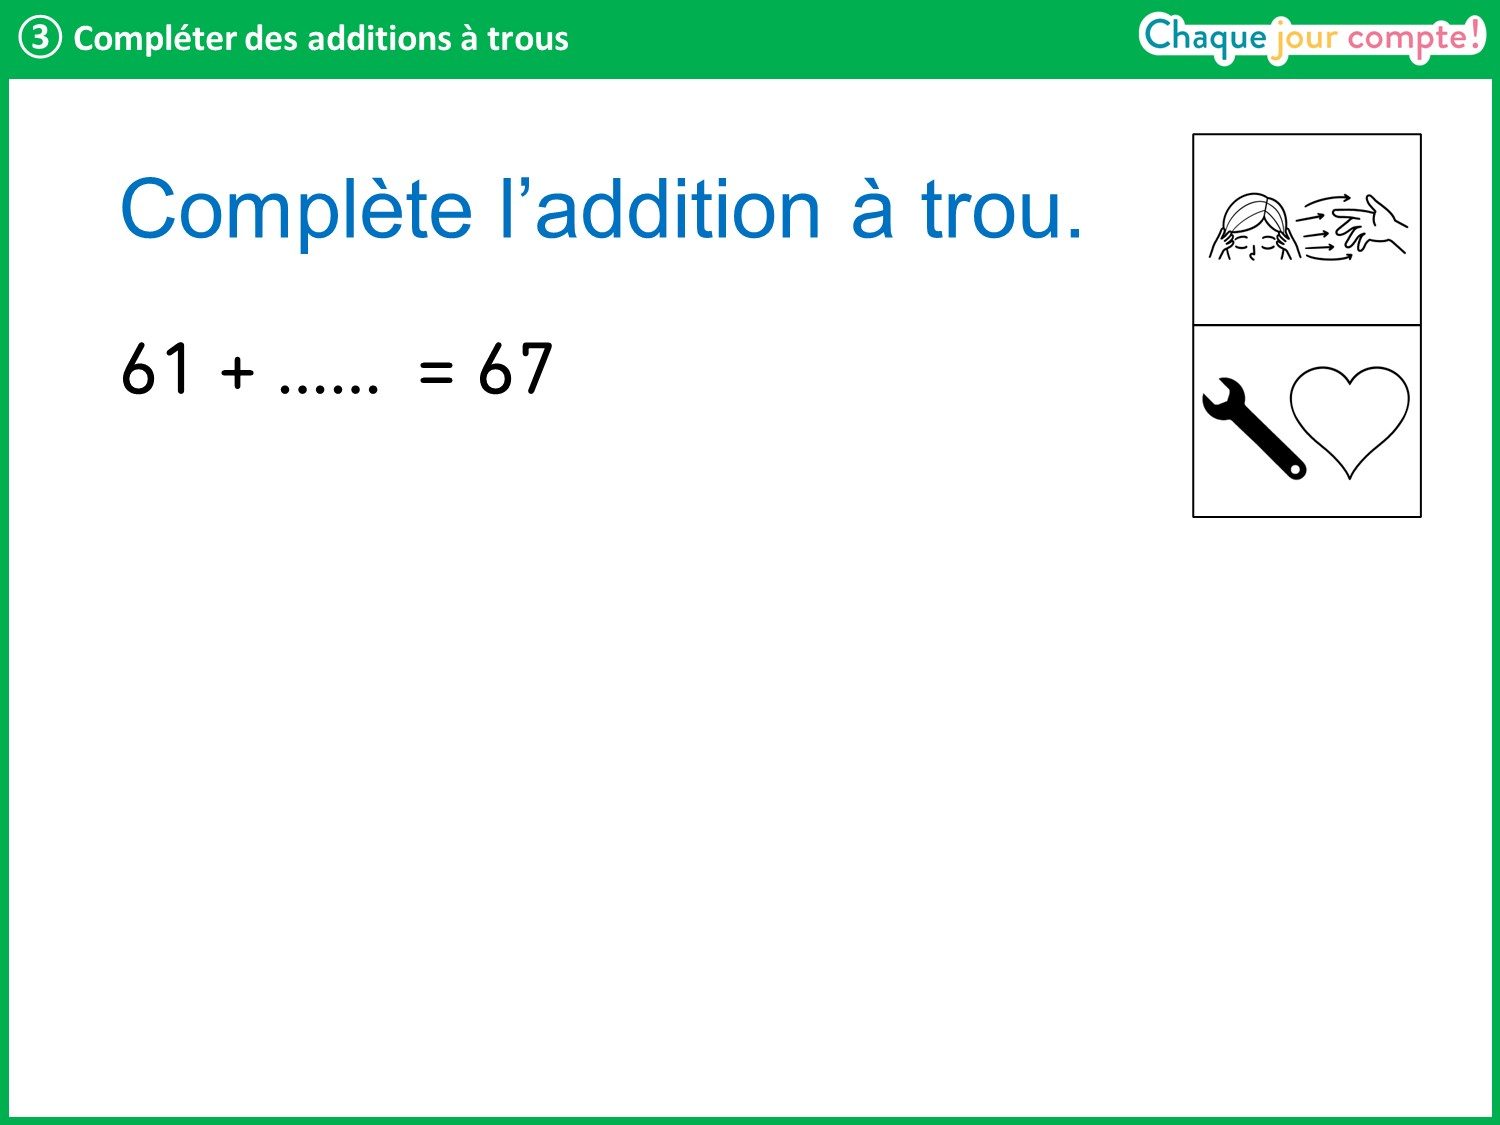 ③ Compléter des additions à trous
Chaque jour compte!
Complète l’addition à trou.
61 + ...... = 67